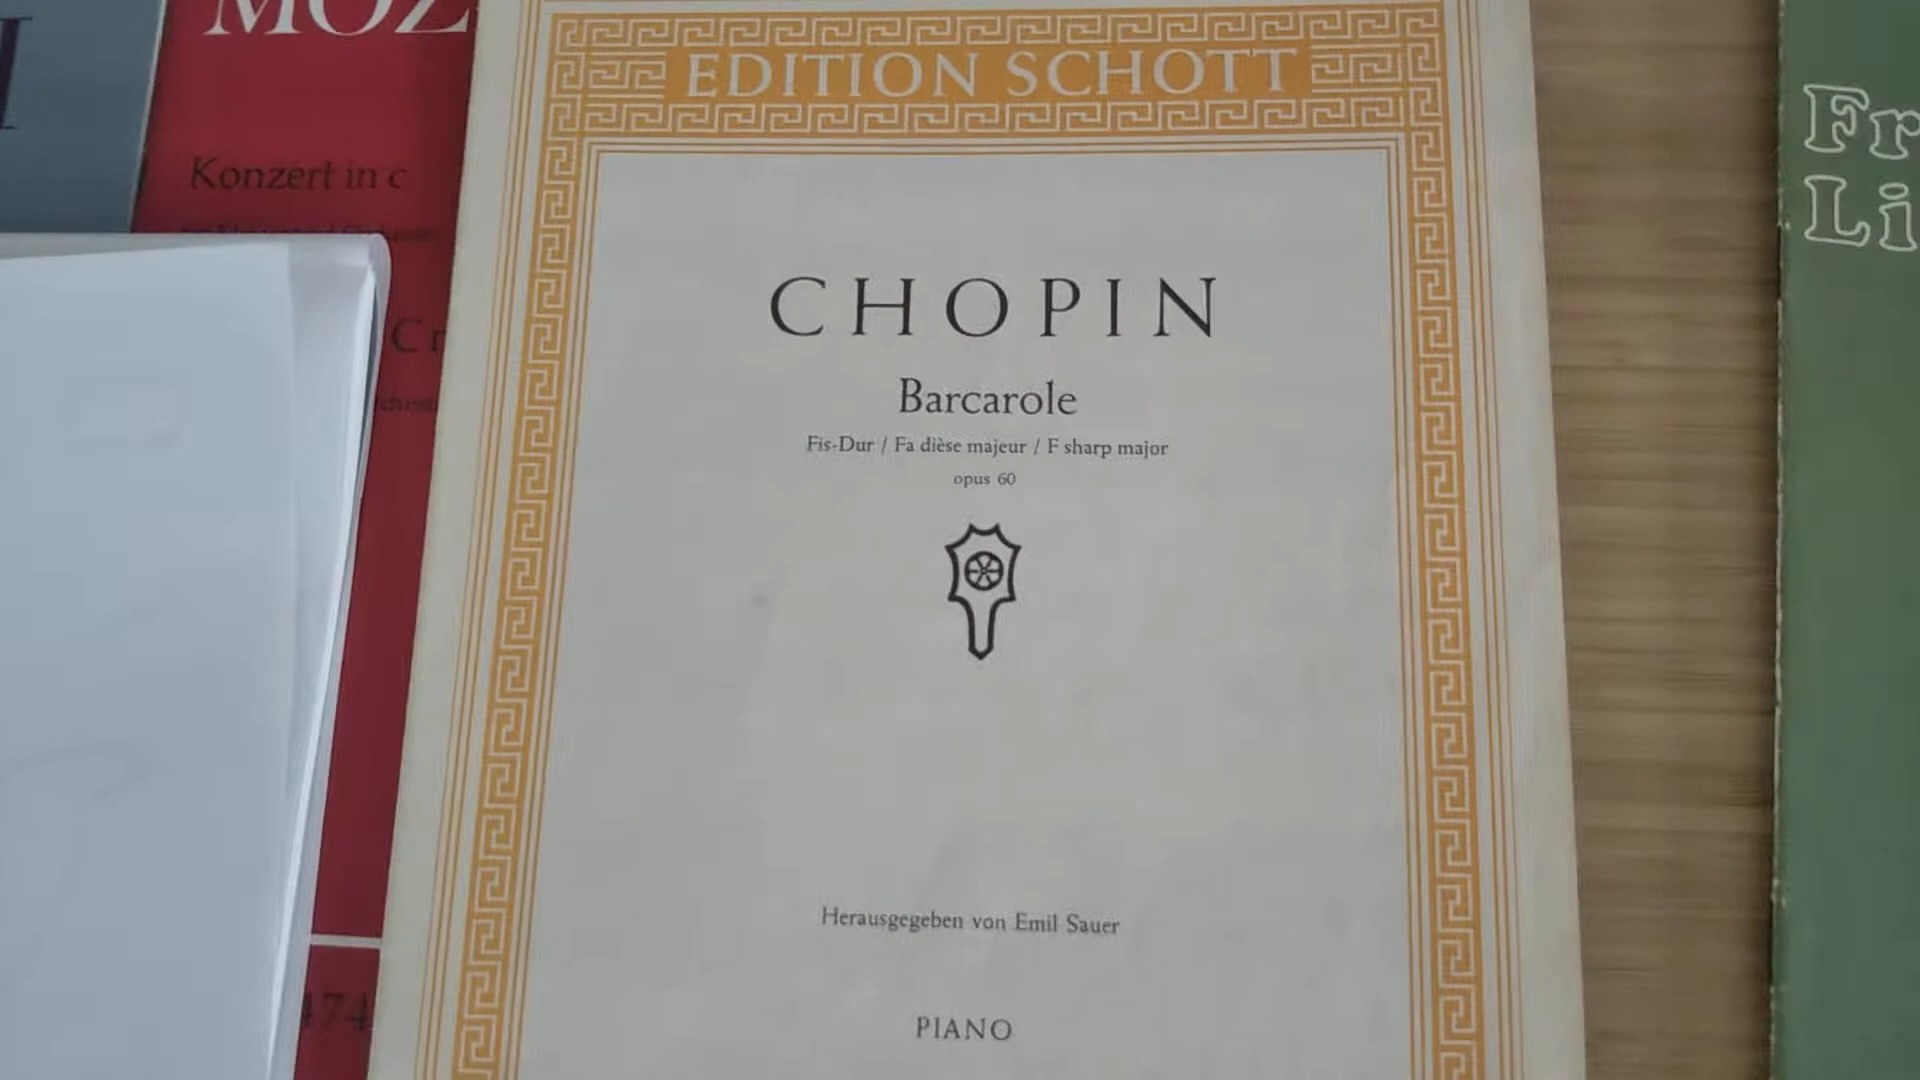 MOZ
Konzert in c
C
474
EDITION SCHOTT
CHOPIN
Barcarole
Fis-Dur / Fa dièse majeur / F sharp major
opus 60
Herausgegeben von Emil Sauer
PIANO
Fr
Li